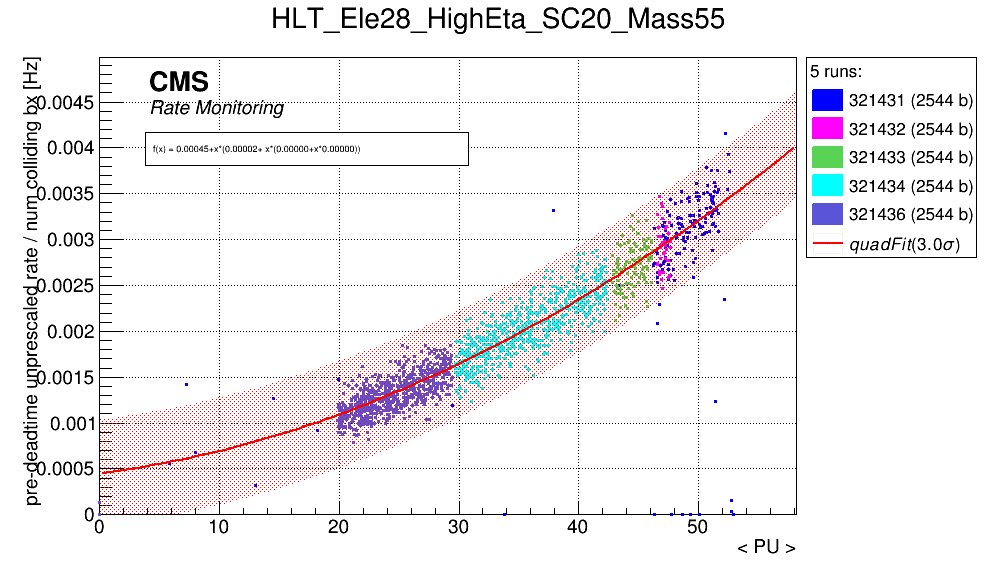 HLT_Ele28_HighEta_SC20_Mass55
pre-deadtime unprescaled rate / num colliding bx [Hz]
CMS
Rate Monitoring
f(x) = 0.00045+x*(0.00002+ x*(0.00000+x*0.00000))
0.0045
0.004
0.0035
0.003
0.0025
0.002
0.0015
0.001
0.0005
0
0 10 20 30 40 50
< PU >
5 runs:
321431 (2544 b)
321432 (2544 b)
321433 (2544 b)
321434 (2544 b)
321436 (2544 b)
quadFit(3.0σ)